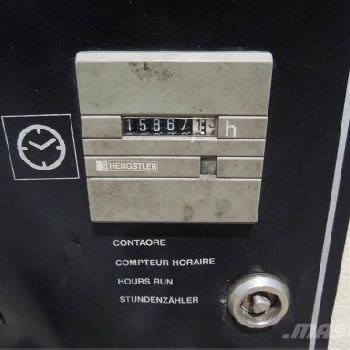 15867 h
HENGSTLER
CONTAORE
COMPTEUR HORAIRE
HOURS RUN
STUNDENZÄHLER